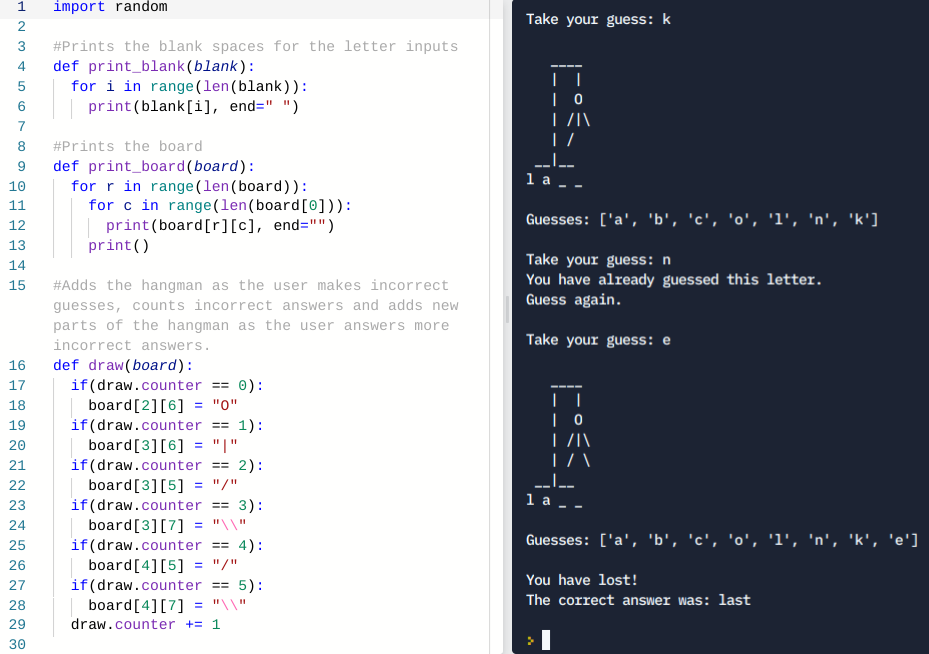 1 import random
2
3 #Prints the blank spaces for the letter inputs
4 def print_blank(blank):
5   for i in range(len(blank)):
6     print(blank[i], end=" ")
7
8 #Prints the board
9 def print_board(board):
10   for r in range(len(board)):
11     for c in range(len(board[0])):
12       print(board[r][c], end="")
13     print()
14
15 #Adds the hangman as the user makes incorrect
guesses, counts incorrect answers and adds new
parts of the hangman as the user answers more
incorrect answers.
16 def draw(board):
17   if(draw.counter == 0):
18     board[2][6] = "O"
19   if(draw.counter == 1):
20     board[3][6] = "|"
21   if(draw.counter == 2):
22     board[3][5] = "/"
23   if(draw.counter == 3):
24     board[3][7] = "\\"
25   if(draw.counter == 4):
26     board[4][5] = "/"
27   if(draw.counter == 5):
28     board[4][7] = "\\"
29   draw.counter += 1
30
Take your guess: k
   ____
   |  |
   |  O
   | /|\
   | /
 __|__
l a _ _
Guesses: ['a', 'b', 'c', 'o', 'l', 'n', 'k']
Take your guess: n
You have already guessed this letter.
Guess again.
Take your guess: e
   ____
   |  |
   |  O
   | /|\
   | / \
 __|__
l a _ _
Guesses: ['a', 'b', 'c', 'o', 'l', 'n', 'k', 'e']
You have lost!
The correct answer was: last
>